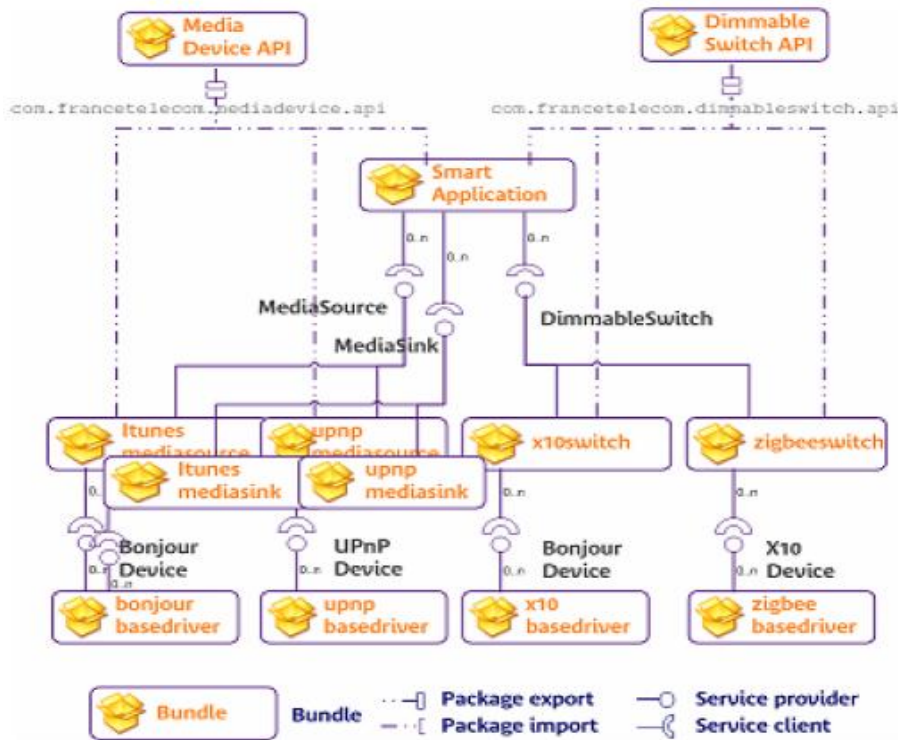 Media
Device API
Dimmable
Switch API
com.francetelecom.mediadevice.api
com.francetelecom.dimmableswitch.api
Smart
Application
0..n
0..n
0..n
MediaSource
DimmableSwitch
MediaSink
Itunes
mediasource
upnp
mediasource
x10switch
zigbeeswitch
Itunes
mediasink
upnp
mediasink
0..
0..n
0..n
0..n
Bonjour
Device
UPnP
Device
Bonjour
Device
X10
Device
0..n
0..n
0..n
0..n
0..n
bonjour
basedriver
upnp
basedriver
x10
basedriver
zigbee
basedriver
Bundle
Bundle
Package export
Service provider
Package import
Service client